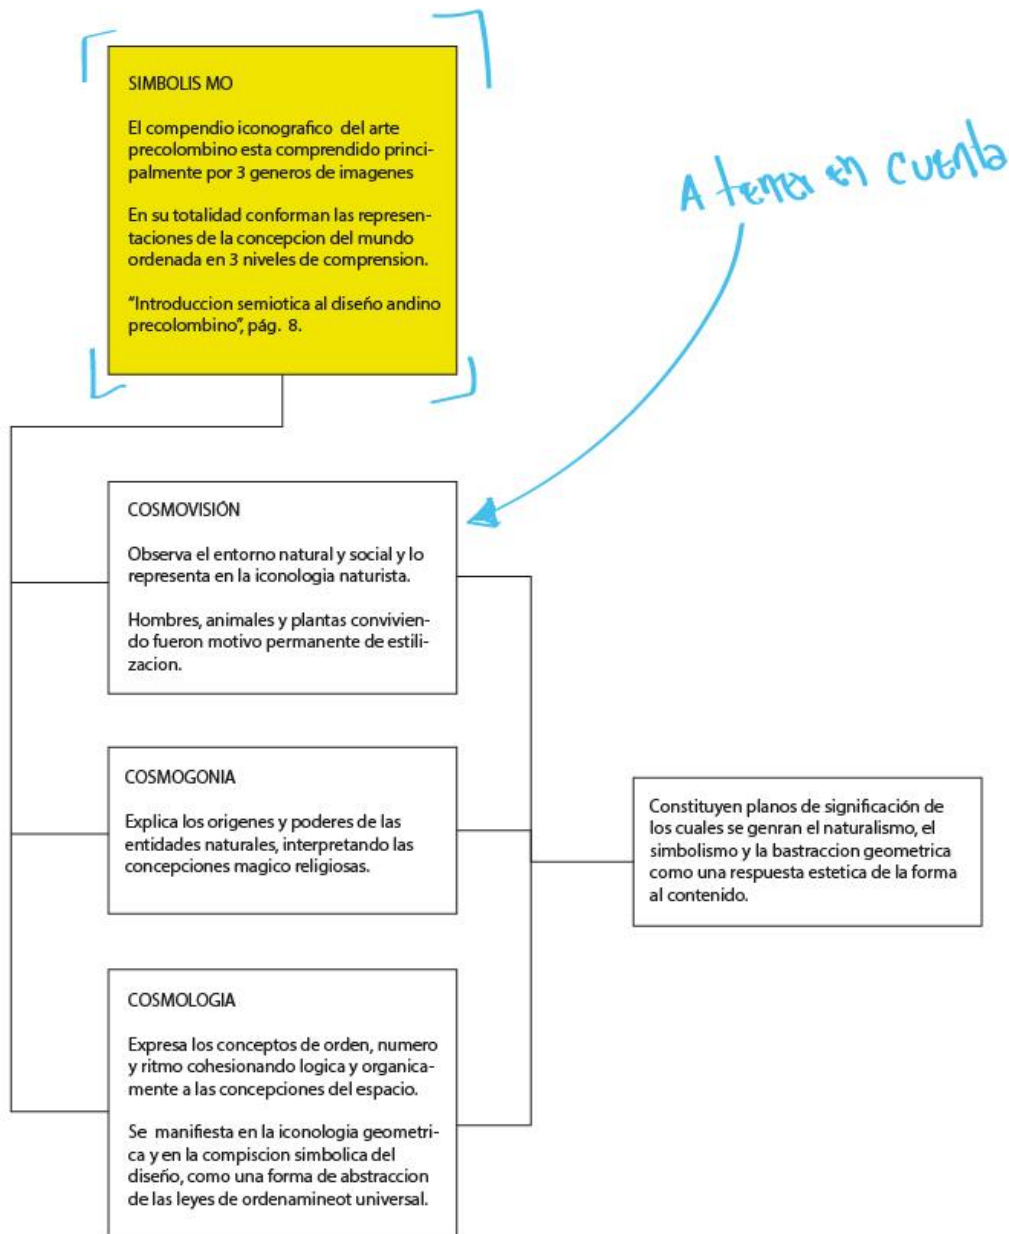 SIMBOLIS MO
El compendio iconografico del arte
precolombino esta comprendido princi-
palmente por 3 generos de imagenes
En su totalidad conforman las represen-
taciones de la concepcion del mundo
ordenada en 3 niveles de comprension.
"Introduccion semiotica al diseño andino
precolombino", pág. 8.
A tener en cuenta
COSMOVISIÓN
Observa el entorno natural y social y lo
representa en la iconologia naturista.
Hombres, animales y plantas convivien-
do fueron motivo permanente de estili-
zacion.
COSMOGONIA
Explica los origenes y poderes de las
entidades naturales, interpretando las
concepciones magico religiosas.
COSMOLOGIA
Expresa los conceptos de orden, numero
y ritmo cohesionando logica y organica-
mente a las concepciones del espacio.
Se manifiesta en la iconologia geometri-
ca y en la compiscion simbolica del
diseño, como una forma de abstraccion
de las leyes de ordenamineot universal.
Constituyen planos de significación de
los cuales se genran el naturalismo, el
simbolismo y la bastraccion geometrica
como una respuesta estetica de la forma
al contenido.